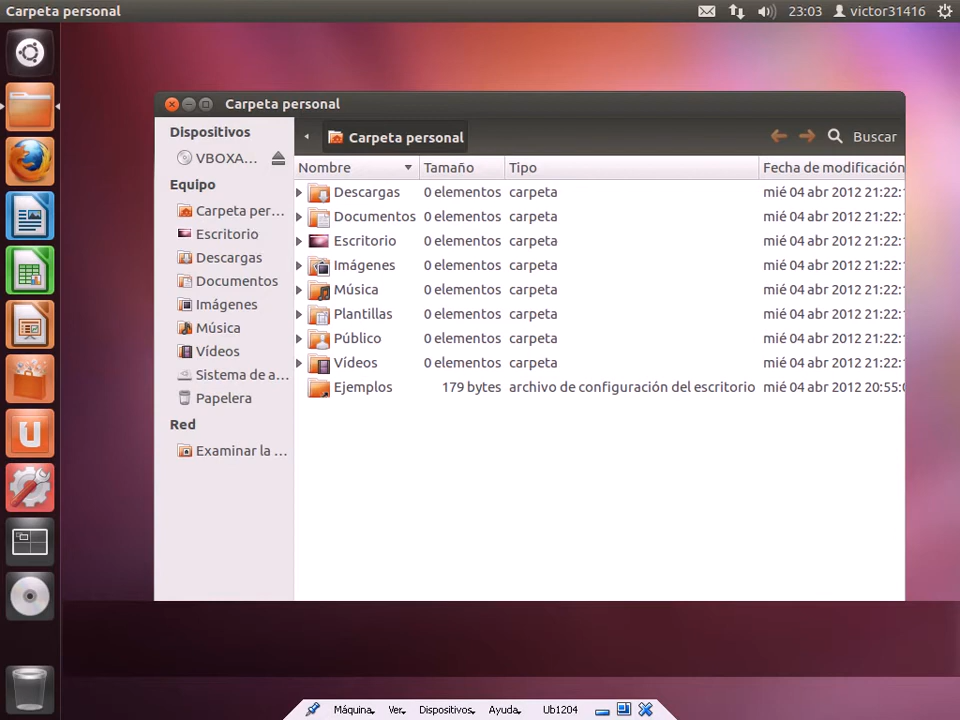 Carpeta personal 23:03 victor31416
Carpeta personal
Dispositivos
VBOXA...
Equipo
Carpeta per...
Escritorio
Descargas
Documentos
Imágenes
Música
Vídeos
Sistema de a...
Papelera
Red
Examinar la ...
Carpeta personal Buscar
Nombre Tamaño Tipo Fecha de modificación
Descargas 0 elementos carpeta mié 04 abr 2012 21:22:
Documentos 0 elementos carpeta mié 04 abr 2012 21:22:
Escritorio 0 elementos carpeta mié 04 abr 2012 21:22:
Imágenes 0 elementos carpeta mié 04 abr 2012 21:22:
Música 0 elementos carpeta mié 04 abr 2012 21:22:
Plantillas 0 elementos carpeta mié 04 abr 2012 21:22:
Público 0 elementos carpeta mié 04 abr 2012 21:22:
Vídeos 0 elementos carpeta mié 04 abr 2012 21:22:
Ejemplos 179 bytes archivo de configuración del escritorio mié 04 abr 2012 20:55:
Máquina Ver Dispositivos Ayuda Ub1204